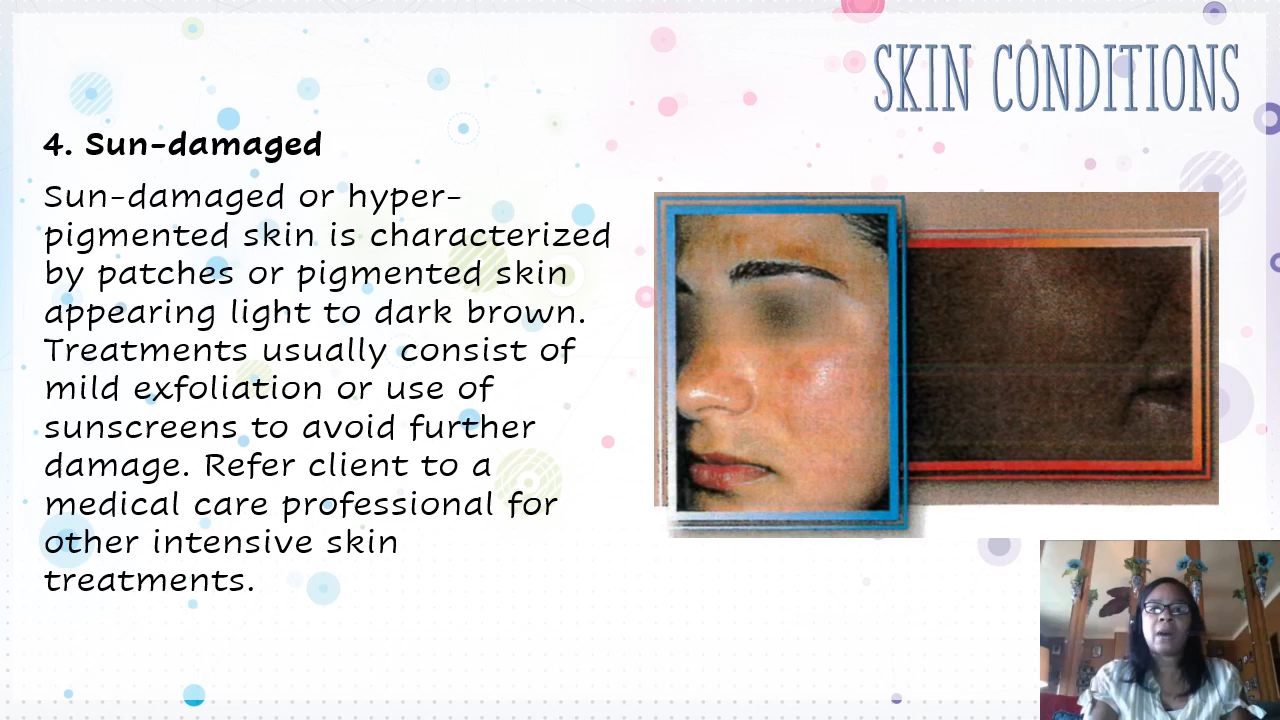 SKIN CONDITIONS
4. Sun-damaged
Sun-damaged or hyper-
pigmented skin is characterized
by patches or pigmented skin
appearing light to dark brown.
Treatments usually consist of
mild exfoliation or use of
sunscreens to avoid further
damage. Refer client to a
medical care professional for
other intensive skin
treatments.